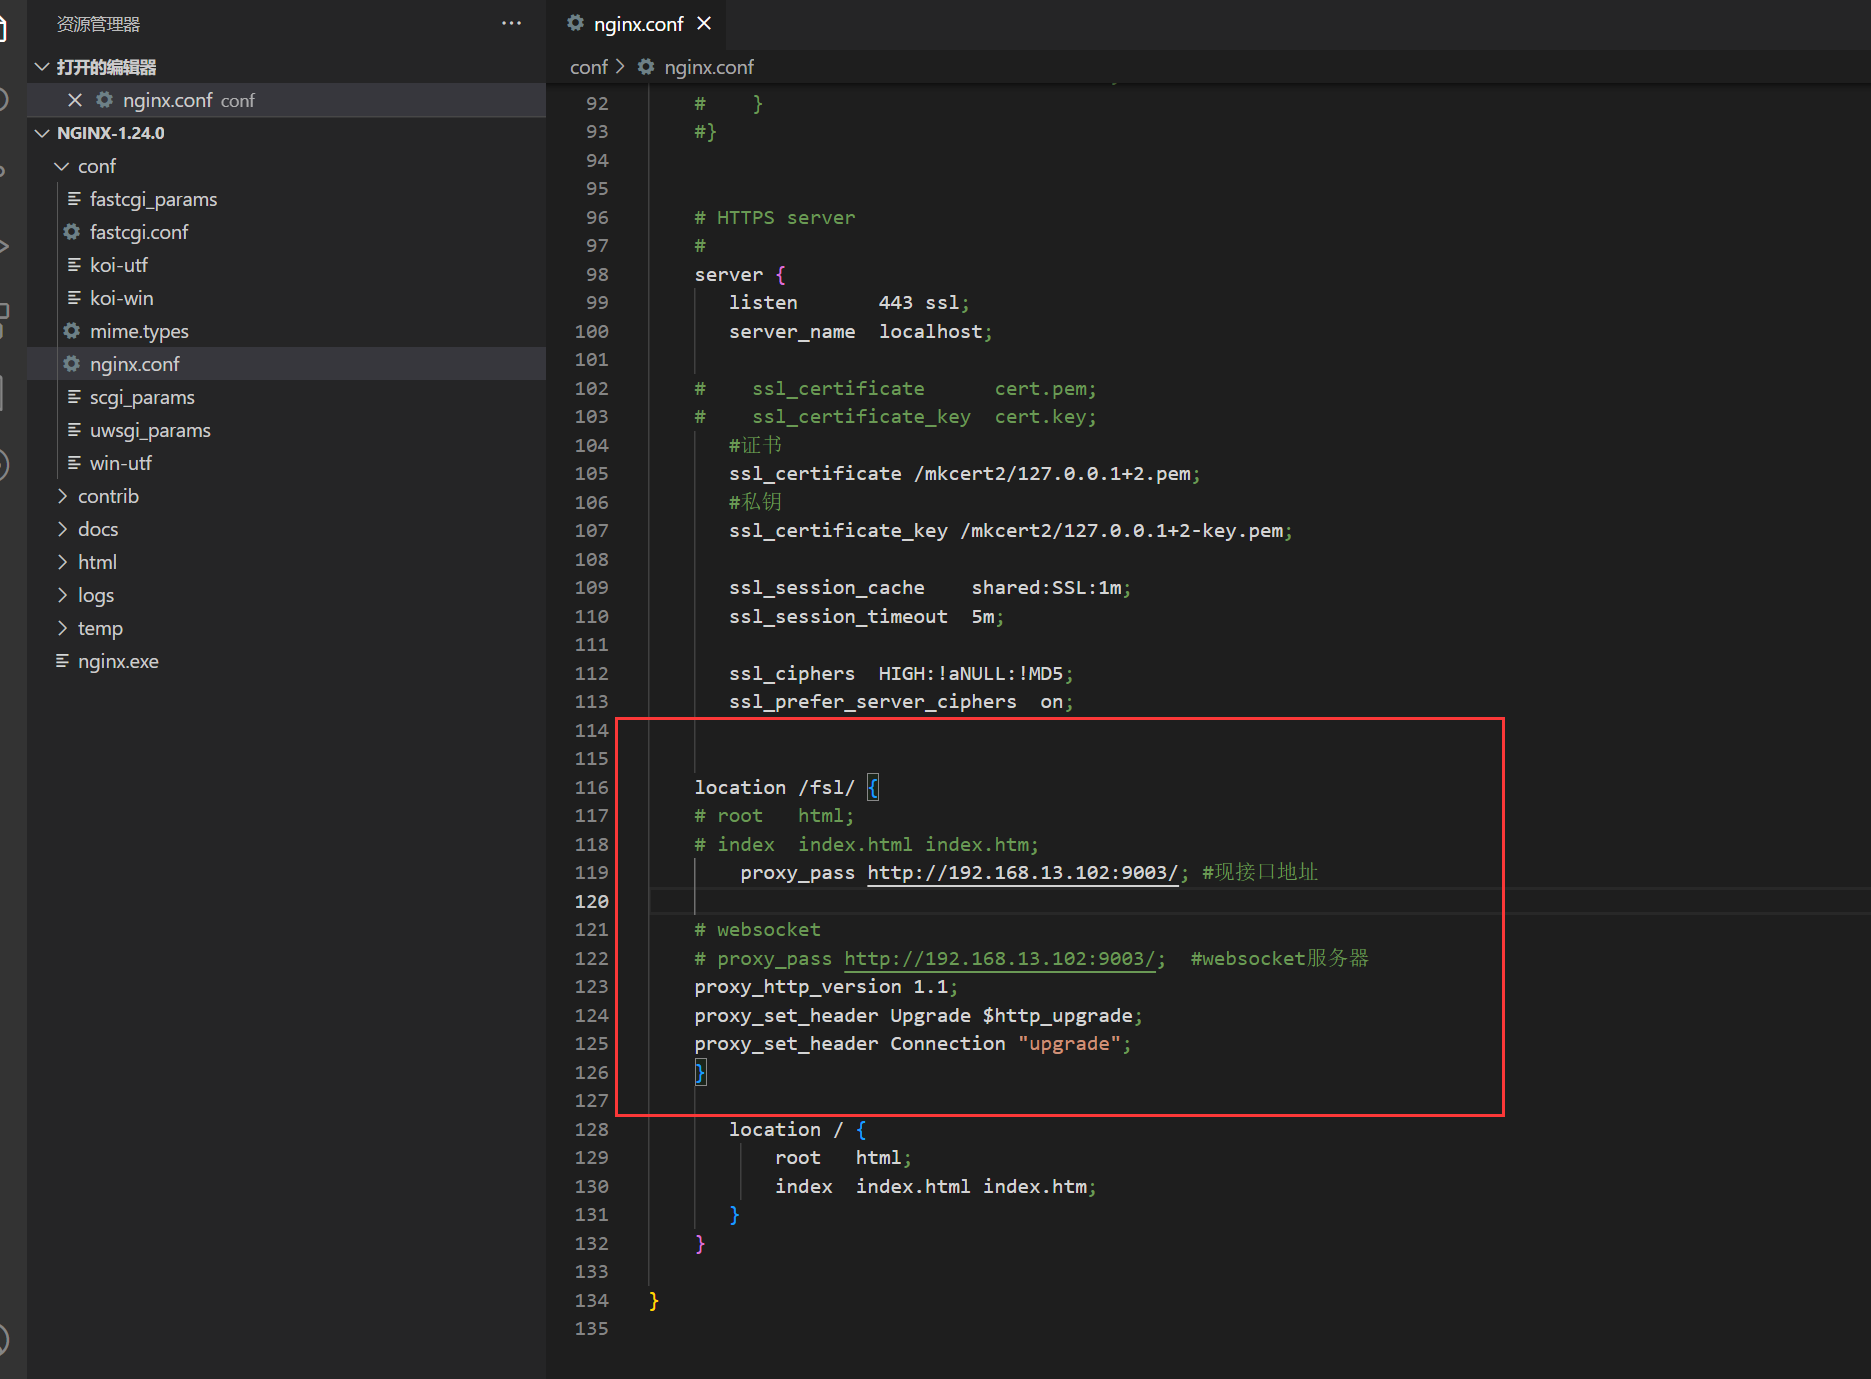 资源管理器
···
打开的编辑器
nginx.conf conf
NGINX-1.24.0
conf
fastcgi_params
fastcgi.conf
koi-utf
koi-win
mime.types
nginx.conf
scgi_params
uwsgi_params
win-utf
contrib
docs
html
logs
temp
nginx.exe
nginx.conf
conf > nginx.conf
92 #    }
93 #}
94
95
96 # HTTPS server
97 #
98 server {
99 listen       443 ssl;
100 server_name  localhost;
101
102 #    ssl_certificate      cert.pem;
103 #    ssl_certificate_key  cert.key;
104 #证书
105 ssl_certificate /mkcert2/127.0.0.1+2.pem;
106 #私钥
107 ssl_certificate_key /mkcert2/127.0.0.1+2-key.pem;
108
109 ssl_session_cache    shared:SSL:1m;
110 ssl_session_timeout  5m;
111
112 ssl_ciphers  HIGH:!aNULL:!MD5;
113 ssl_prefer_server_ciphers  on;
114
115
116 location /fsl/ {
117 # root   html;
118 # index  index.html index.htm;
119 proxy_pass http://192.168.13.102:9003/; #现接口地址
120
121 # websocket
122 # proxy_pass http://192.168.13.102:9003/;  #websocket服务器
123 proxy_http_version 1.1;
124 proxy_set_header Upgrade $http_upgrade;
125 proxy_set_header Connection "upgrade";
126 }
127
128 location / {
129 root   html;
130 index  index.html index.htm;
131 }
132 }
133
134 }
135